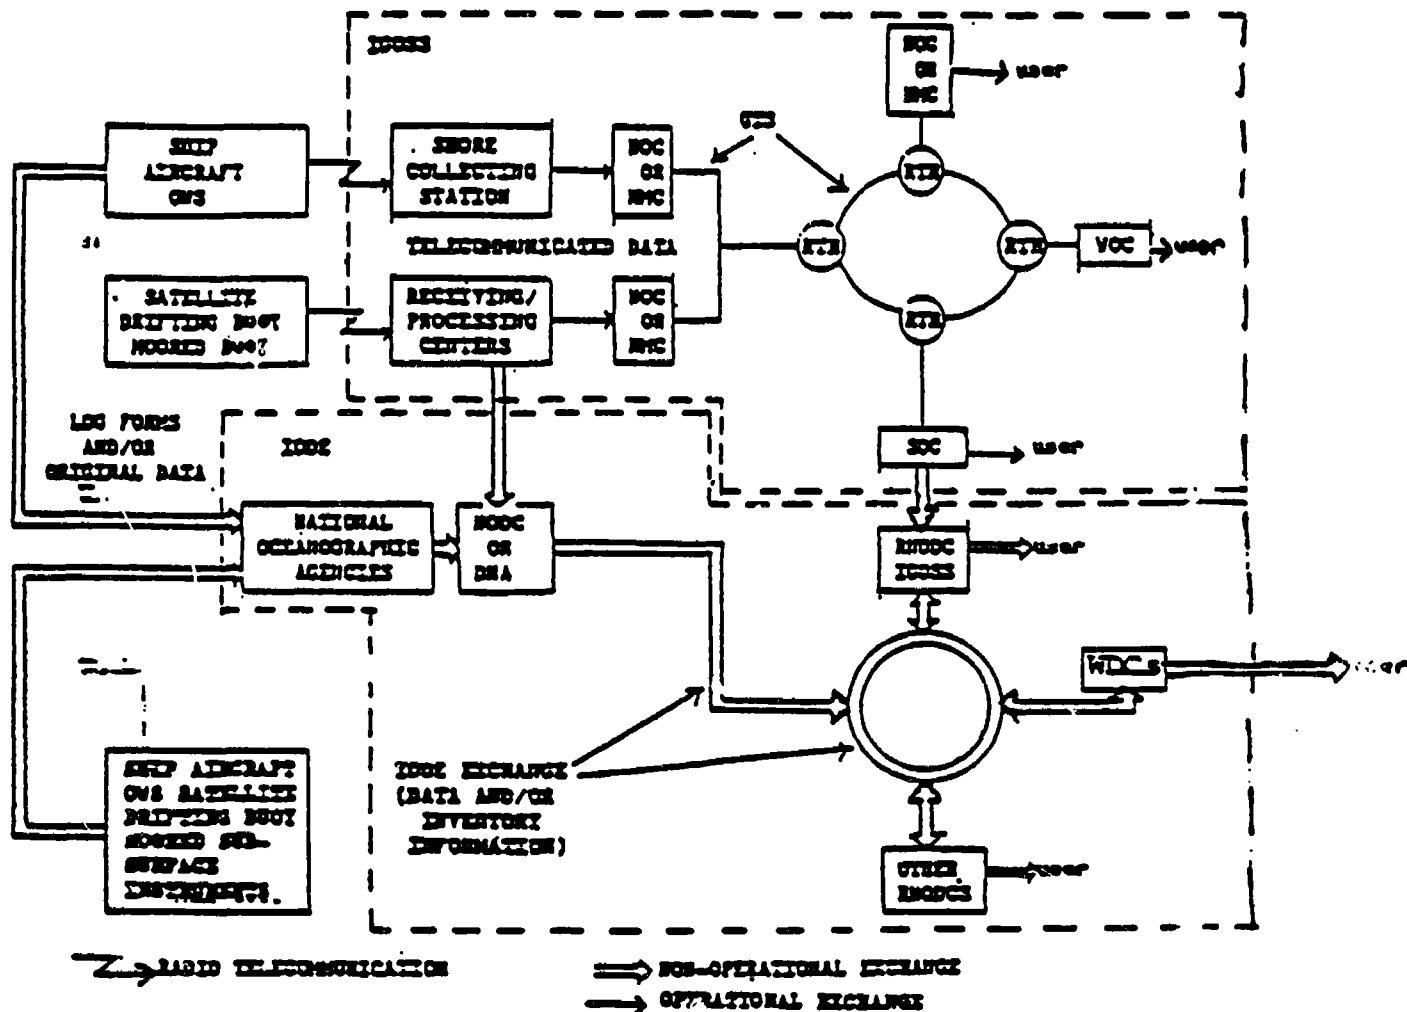 IGOSS
NOC
OR
NMC
user
GTS
SHIP
AIRCRAFT
OWS
SHORE
COLLECTING
STATION
NOC
OR
NMC
RTH
RTH
RTH
VOC
user
TELECOMMUNICATED DATA
SATELLITE
DRIFTING BUOY
MOORED BUOY
RECEIVING/
PROCESSING
CENTERS
NOC
OR
NMC
RTH
LOG FORMS
AND/OR
ORIGINAL DATA
IODE
SOC
user
NATIONAL
OCEANOGRAPHIC
AGENCIES
NODC
OR
DNA
RNODC
IGOSS
user
WDCs
SHIP AIRCRAFT
OWS SATELLITE
DRIFTING BUOY
MOORED SUB-
SURFACE
INSTRUMENTS.
IODE EXCHANGE
(DATA AND/OR
INVENTORY
INFORMATION)
OTHER
RNODCS
user
RADIO TELECOMMUNICATION
NON-OPERATIONAL EXCHANGE
OPERATIONAL EXCHANGE